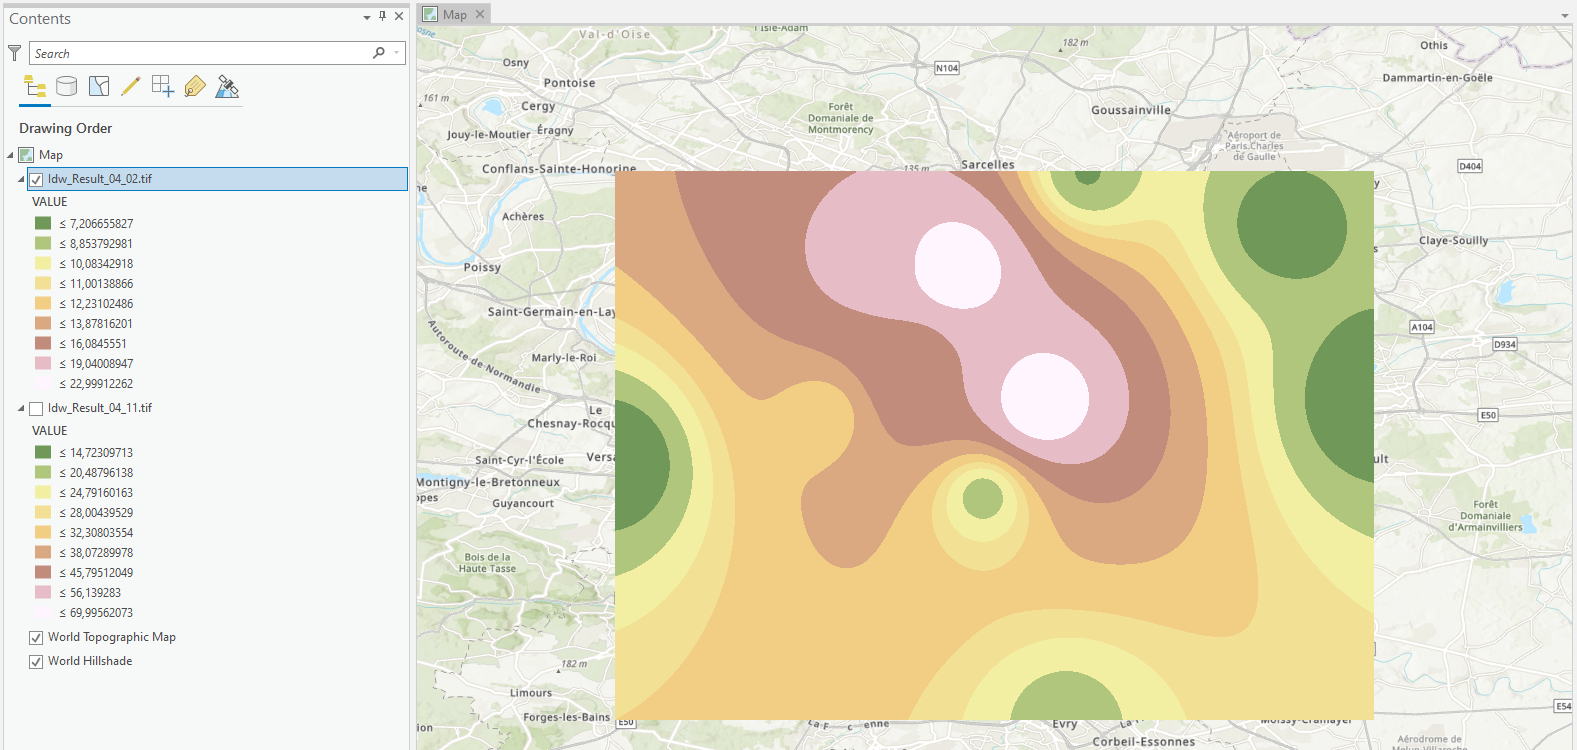 Contents
Search
Drawing Order
Map
Idw_Result_04_02.tif
VALUE
≤ 7,206655827
≤ 8,853792981
≤ 10,08342918
≤ 11,00138866
≤ 12,23102486
≤ 13,87816201
≤ 16,0845551
≤ 19,04008947
≤ 22,99912262
Idw_Result_04_11.tif
VALUE
≤ 14,72309713
≤ 20,48796138
≤ 24,79160163
≤ 28,00439529
≤ 32,30803554
≤ 38,07289978
≤ 45,79512049
≤ 56,139283
≤ 69,99562073
World Topographic Map
World Hillshade
Map
Val-d'Oise
l'Isle-Adam
182 m
Othis
Osny
Pontoise
N104
Dammartin-en-Goële
161 m
Cergy
Forêt
Domaniale de
Montmorency
Goussainville
Jouy-le-Moutier
Éragny
Aéroport de
Paris.Charles
de Gaulle
Conflans-Sainte-Honorine
135 m
Sarcelles
D404
Achères
Claye-Souilly
Poissy
Saint-Germain-en-Lay
A104
Autoroute de Normandie
Marly-le-Roi
D934
Le
Chesnay-Rocqu
E50
Saint-Cyr-l'École
Versa
ult
Montigny-le-Bretonneux
opes
Guyancourt
Forêt
Domaniale
d'Armainvilliers
Bois de la
Haute Tasse
182 m
Limours
Forges-les-Bains
E50
Évry
Moissy-Cramayel
E54
ion
Corbeil-Essonnes
Aérodrome de
Melun-Villaroche